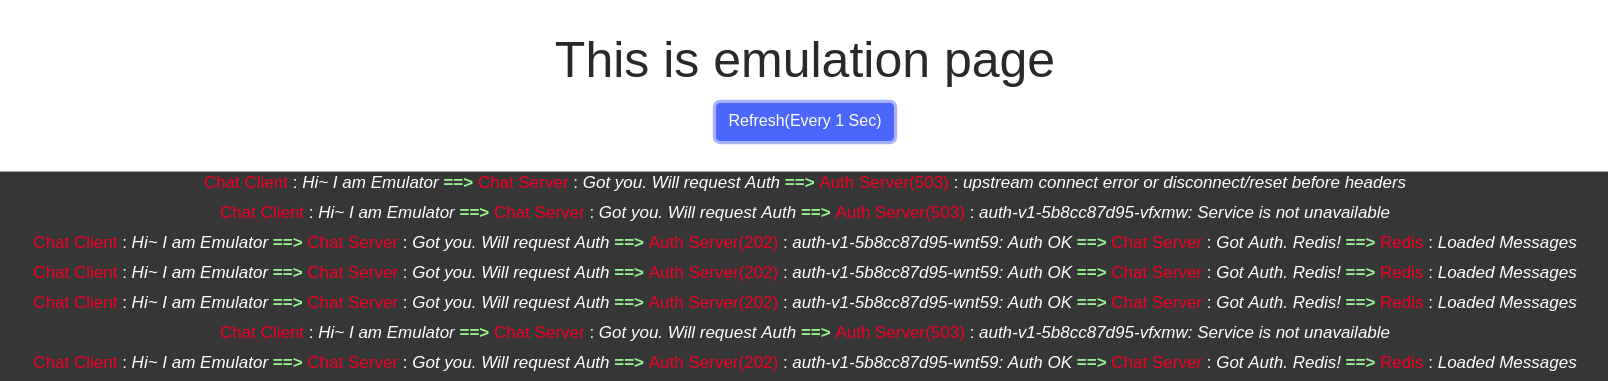 This is emulation page
Refresh(Every 1 Sec)
Chat Client : Hi~ I am Emulator ==> Chat Server : Got you. Will request Auth ==> Auth Server(503) : upstream connect error or disconnect/reset before headers
Chat Client : Hi~ I am Emulator ==> Chat Server : Got you. Will request Auth ==> Auth Server(503) : auth-v1-5b8cc87d95-vfxmw: Service is not unavailable
Chat Client : Hi~ I am Emulator ==> Chat Server : Got you. Will request Auth ==> Auth Server(202) : auth-v1-5b8cc87d95-wnt59: Auth OK ==> Chat Server : Got Auth. Redis! ==> Redis : Loaded Messages
Chat Client : Hi~ I am Emulator ==> Chat Server : Got you. Will request Auth ==> Auth Server(202) : auth-v1-5b8cc87d95-wnt59: Auth OK ==> Chat Server : Got Auth. Redis! ==> Redis : Loaded Messages
Chat Client : Hi~ I am Emulator ==> Chat Server : Got you. Will request Auth ==> Auth Server(202) : auth-v1-5b8cc87d95-wnt59: Auth OK ==> Chat Server : Got Auth. Redis! ==> Redis : Loaded Messages
Chat Client : Hi~ I am Emulator ==> Chat Server : Got you. Will request Auth ==> Auth Server(503) : auth-v1-5b8cc87d95-vfxmw: Service is not unavailable
Chat Client : Hi~ I am Emulator ==> Chat Server : Got you. Will request Auth ==> Auth Server(202) : auth-v1-5b8cc87d95-wnt59: Auth OK ==> Chat Server : Got Auth. Redis! ==> Redis : Loaded Messages